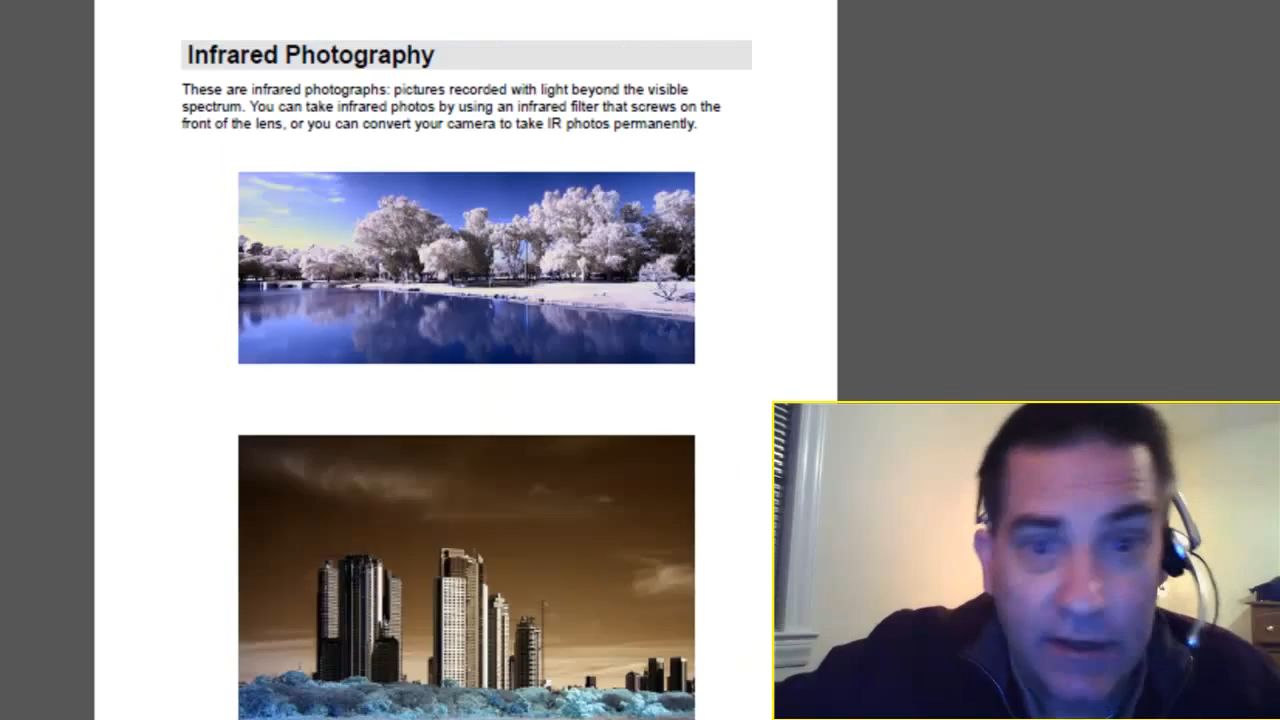 Infrared Photography
These are infrared photographs: pictures recorded with light beyond the visible
spectrum. You can take infrared photos by using an infrared filter that screws on the
front of the lens, or you can convert your camera to take IR photos permanently.